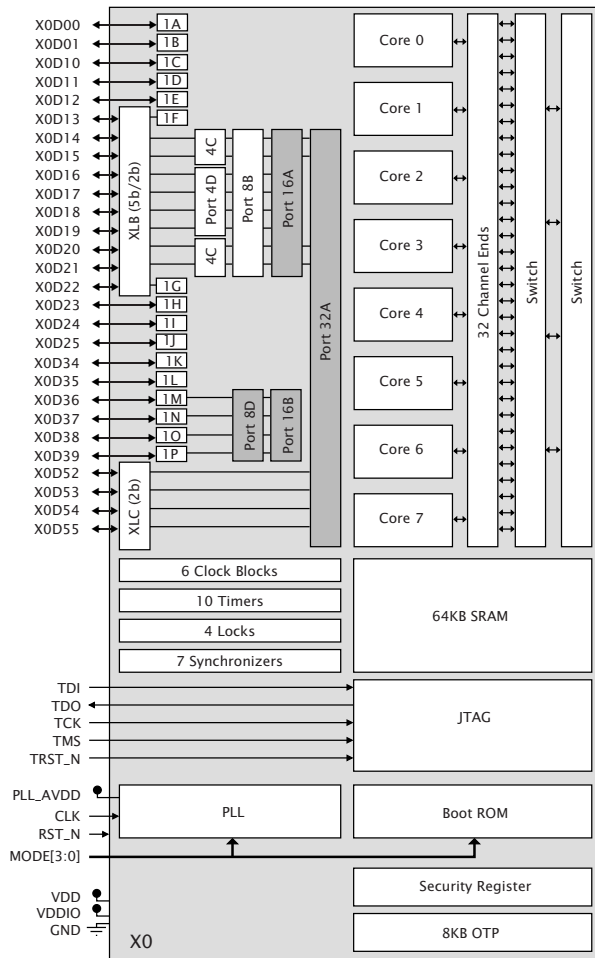 X0D00 1A
X0D01 1B
X0D10 1C
X0D11 1D
X0D12 1E
X0D13 1F
X0D14
X0D15
X0D16
X0D17
X0D18
X0D19
X0D20
X0D21
X0D22 1G
X0D23 1H
X0D24 1I
X0D25 1J
X0D34 1K
X0D35 1L
X0D36 1M
X0D37 1N
X0D38 1O
X0D39 1P
X0D52
X0D53
X0D54
X0D55
XLB (5b/2b)
XLC (2b)
4C
Port 4D
4C
Port 8B
Port 16A
Port 8D
Port 16B
Port 32A
Core 0
Core 1
Core 2
Core 3
Core 4
Core 5
Core 6
Core 7
32 Channel Ends
Switch
Switch
6 Clock Blocks
10 Timers
4 Locks
7 Synchronizers
64KB SRAM
TDI
TDO
TCK
TMS
TRST_N
JTAG
PLL_AVDD
CLK
RST_N
MODE[3:0]
PLL
Boot ROM
VDD
VDDIO
GND
Security Register
8KB OTP
X0